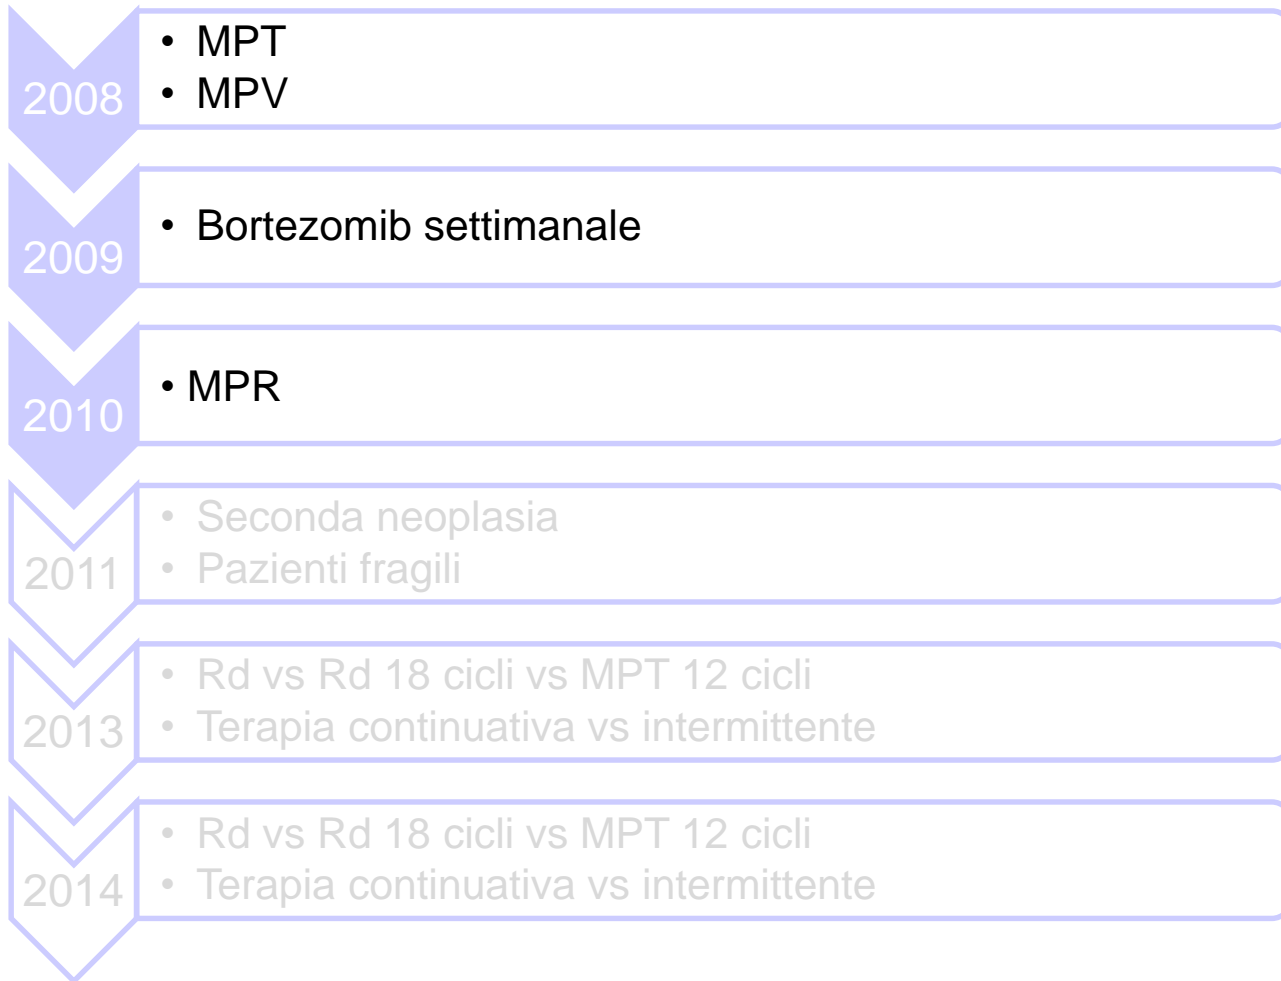 2008
• MPT
• MPV
2009
• Bortezomib settimanale
2010
• MPR
2011
• Seconda neoplasia
• Pazienti fragili
2013
• Rd vs Rd 18 cicli vs MPT 12 cicli
• Terapia continuativa vs intermittente
2014
• Rd vs Rd 18 cicli vs MPT 12 cicli
• Terapia continuativa vs intermittente